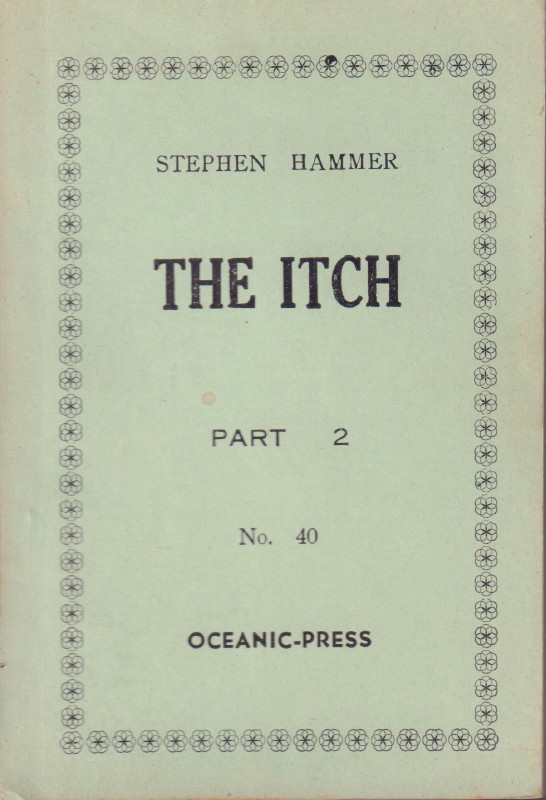 STEPHEN HAMMER
THE ITCH
PART 2
No. 40
OCEANIC-PRESS